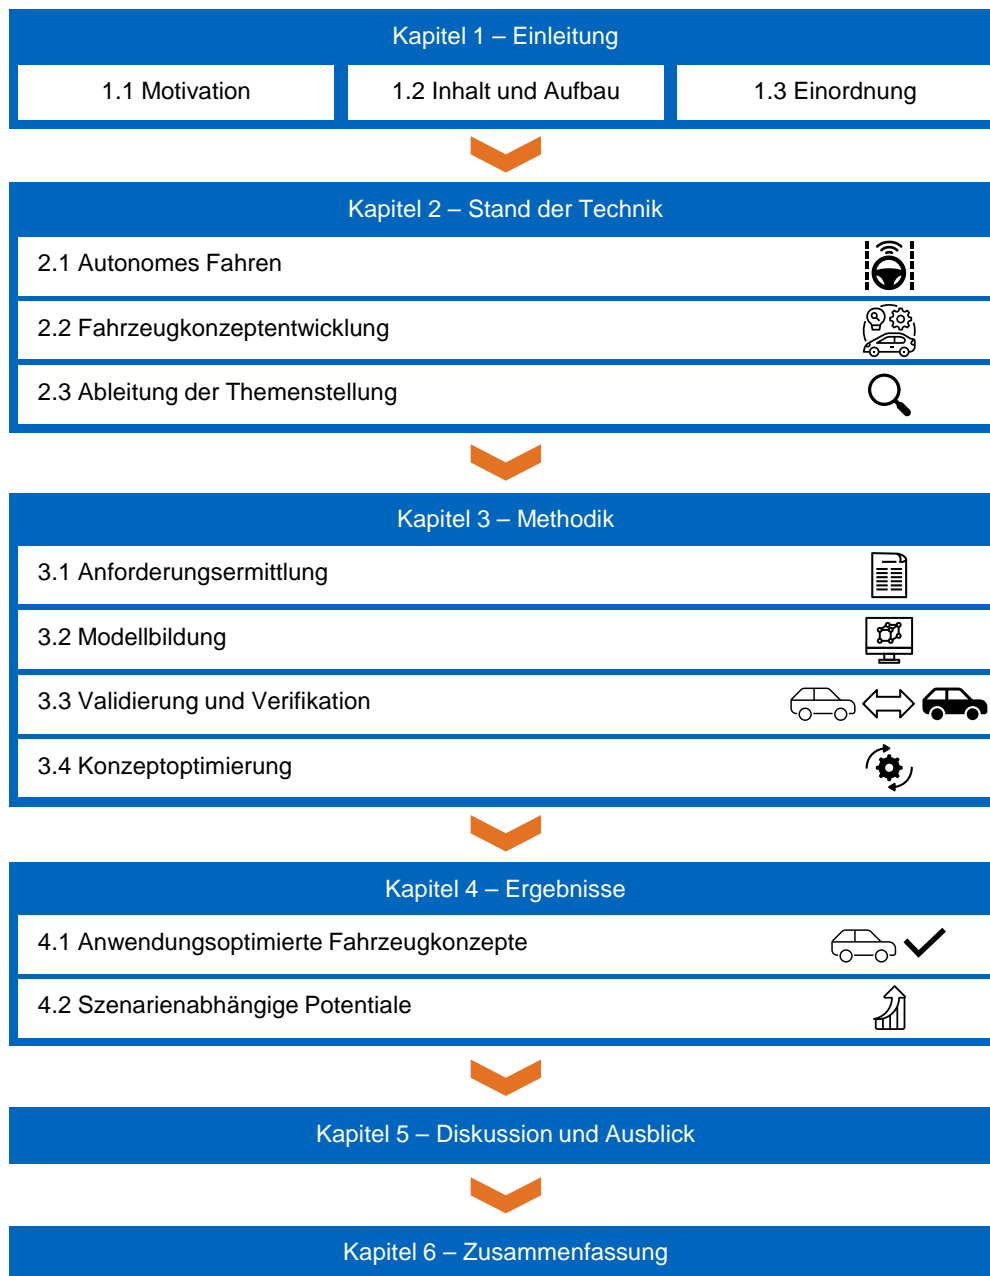 Kapitel 1 – Einleitung
1.1 Motivation
1.2 Inhalt und Aufbau
1.3 Einordnung
Kapitel 2 – Stand der Technik
2.1 Autonomes Fahren
2.2 Fahrzeugkonzeptentwicklung
2.3 Ableitung der Themenstellung
Kapitel 3 – Methodik
3.1 Anforderungsermittlung
3.2 Modellbildung
3.3 Validierung und Verifikation
3.4 Konzeptoptimierung
Kapitel 4 – Ergebnisse
4.1 Anwendungsoptimierte Fahrzeugkonzepte
4.2 Szenarienabhängige Potentiale
Kapitel 5 – Diskussion und Ausblick
Kapitel 6 – Zusammenfassung